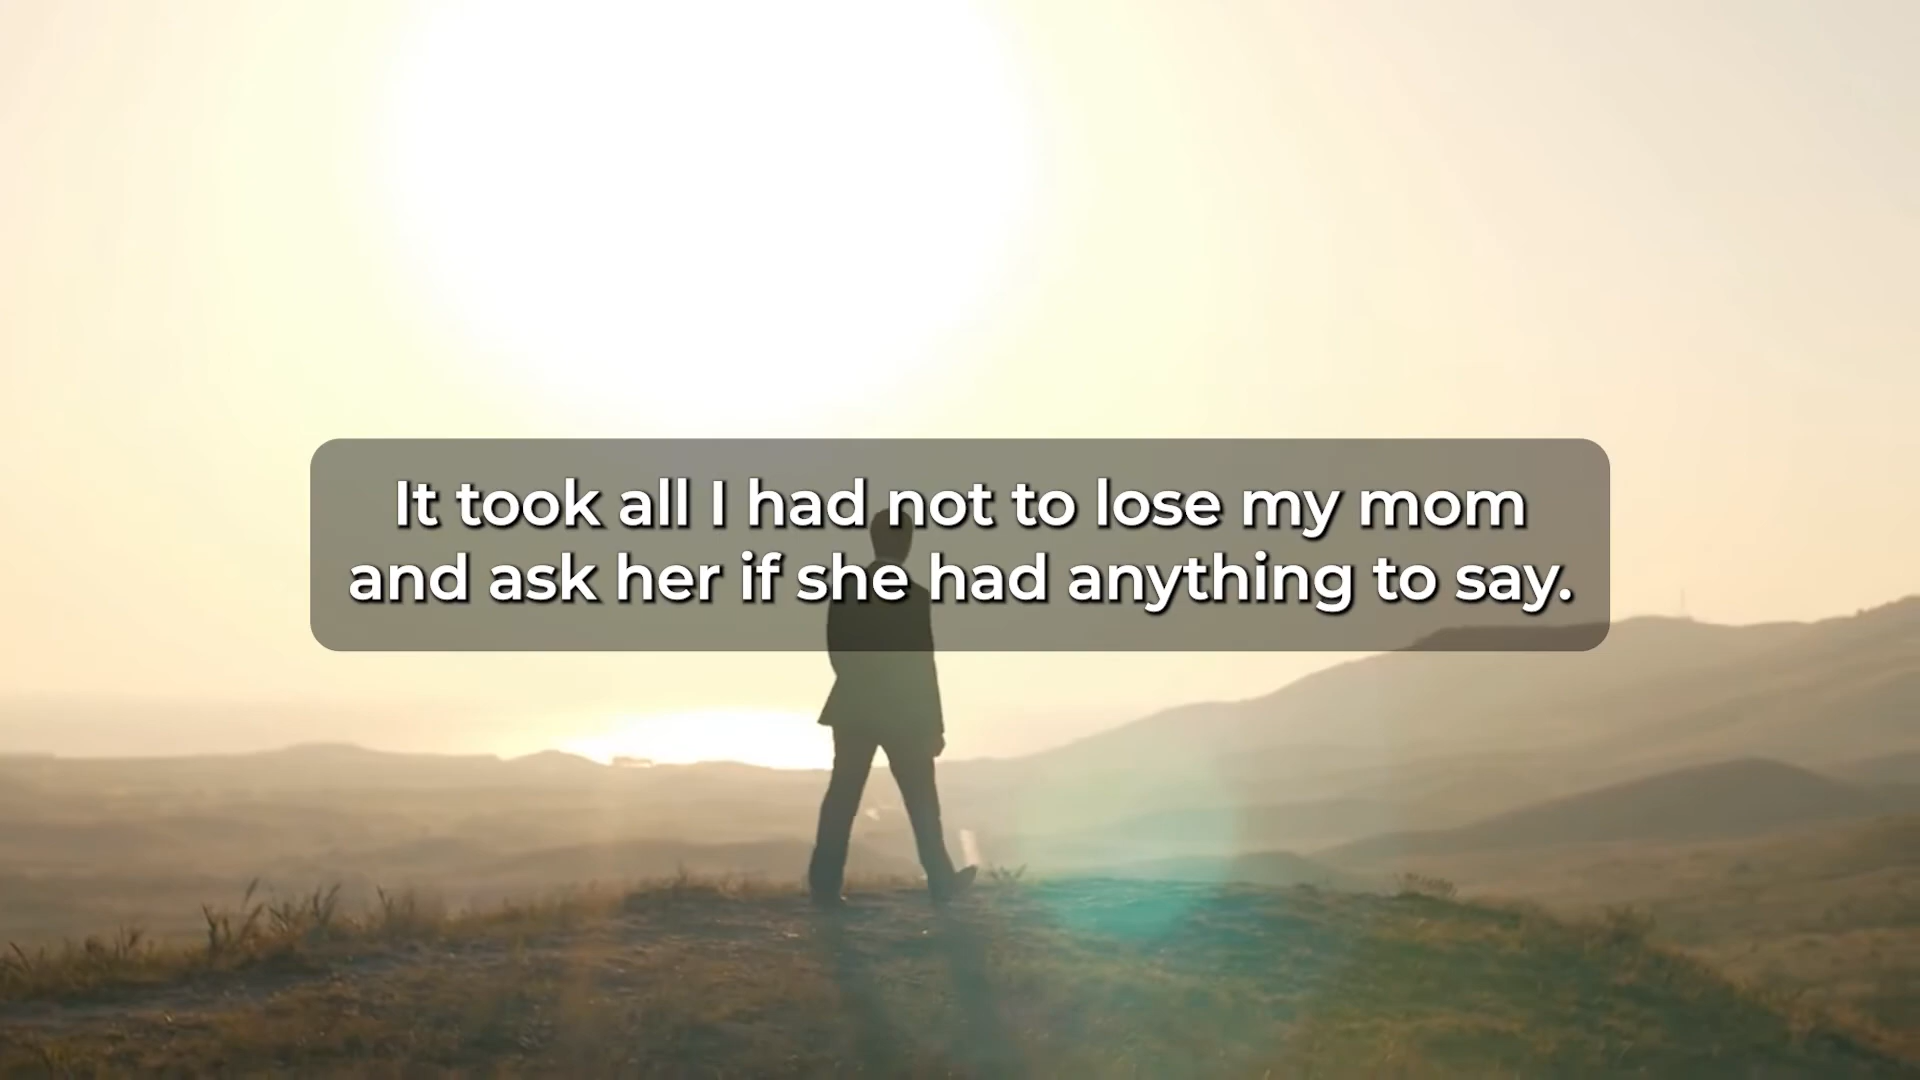 It took all I had not to lose my mom
and ask her if she had anything to say.